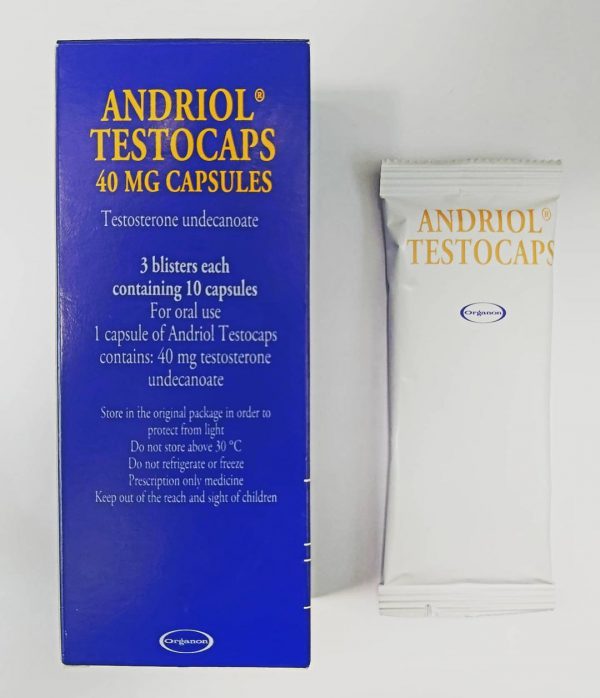 ANDRIOL®
TESTOCAPS
40 MG CAPSULES
Testosterone undecanoate
3 blisters each
containing 10 capsules
For oral use
1 capsule of Andriol Testocaps
contains: 40 mg testosterone
undecanoate
Store in the original package in order to
protect from light
Do not store above 30 °C
Do not refrigerate or freeze
Prescription only medicine
Keep out of the reach and sight of children
Organon
ANDRIOL®
TESTOCAPS
Organon